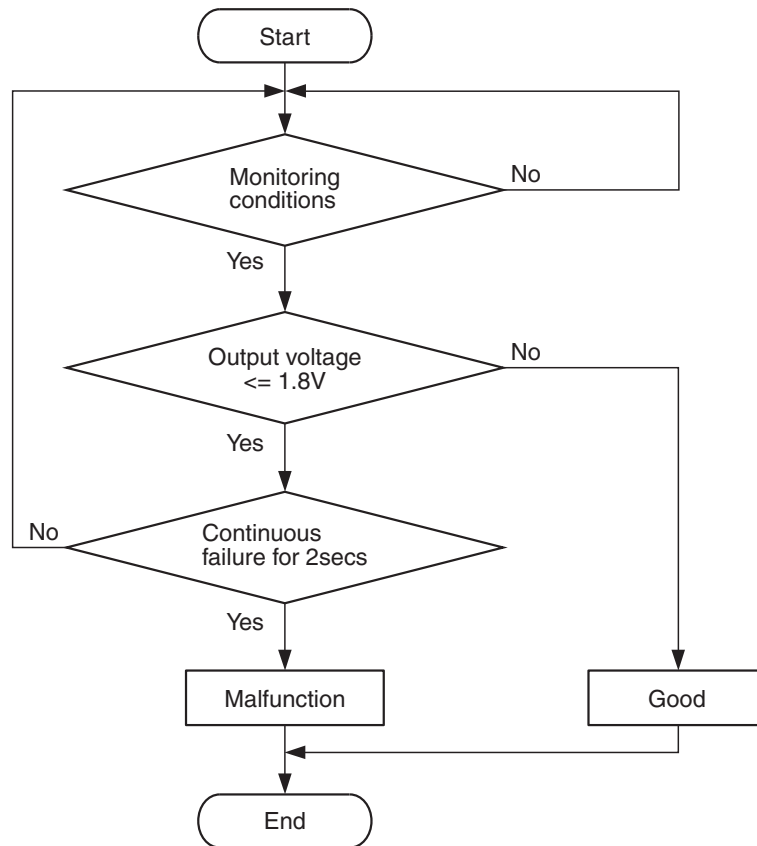 Start
Monitoring
conditions
No
Yes
Output voltage
<= 1.8V
No
Yes
Continuous
failure for 2secs
No
Yes
Malfunction
Good
End